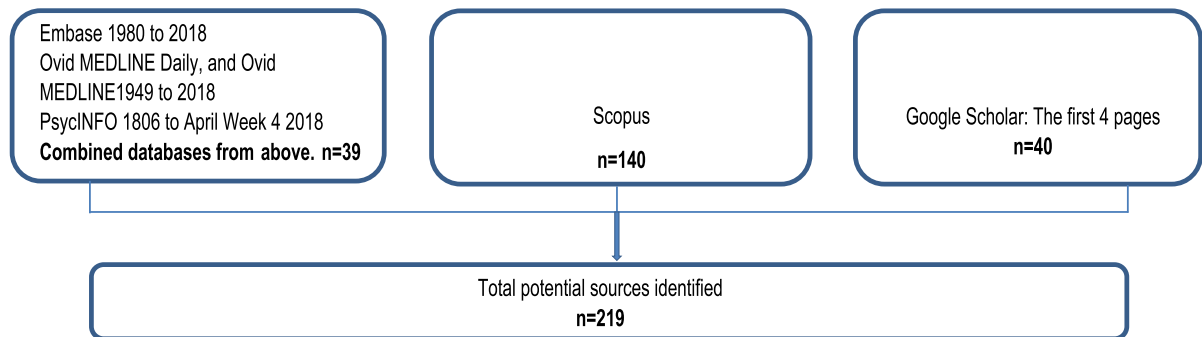 Embase 1980 to 2018
Ovid MEDLINE Daily, and Ovid
MEDLINE1949 to 2018
PsycINFO 1806 to April Week 4 2018
Combined databases from above. n=39
Scopus
n=140
Google Scholar: The first 4 pages
n=40
Total potential sources identified
n=219